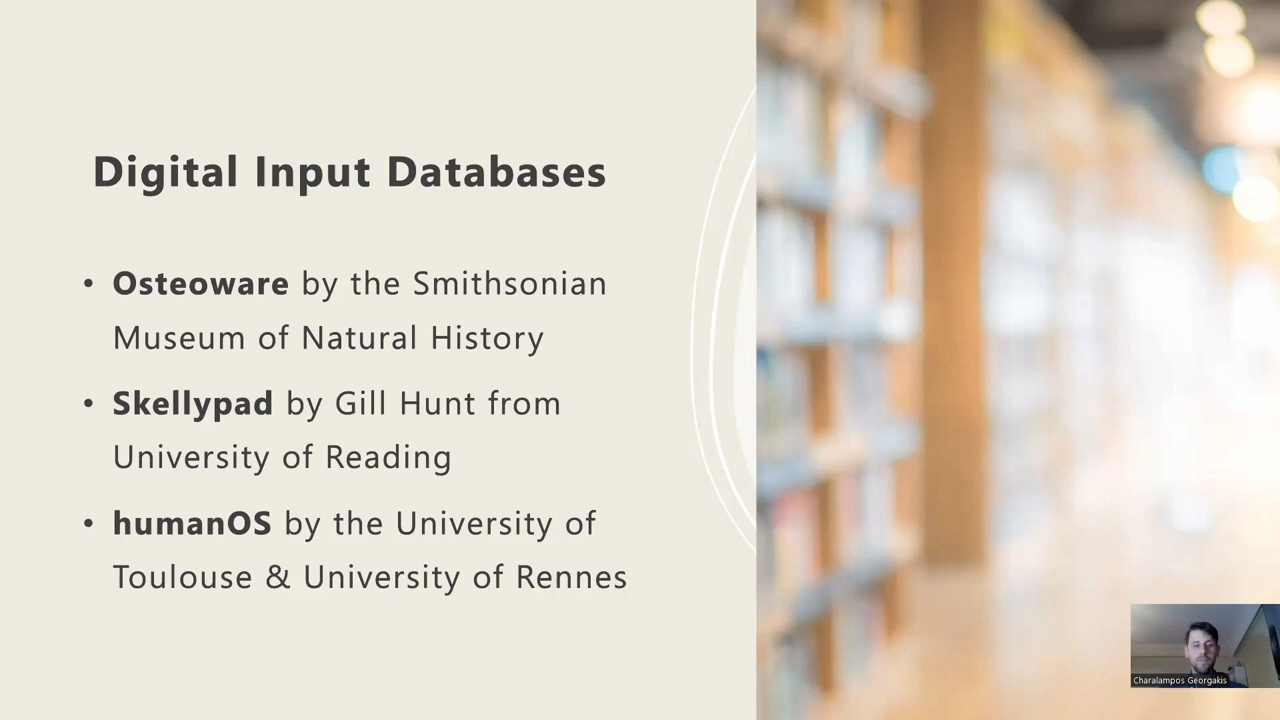 Digital Input Databases
• Osteoware by the Smithsonian
Museum of Natural History
• Skellypad by Gill Hunt from
University of Reading
• humanOS by the University of
Toulouse & University of Rennes
Charalampos Georgakis